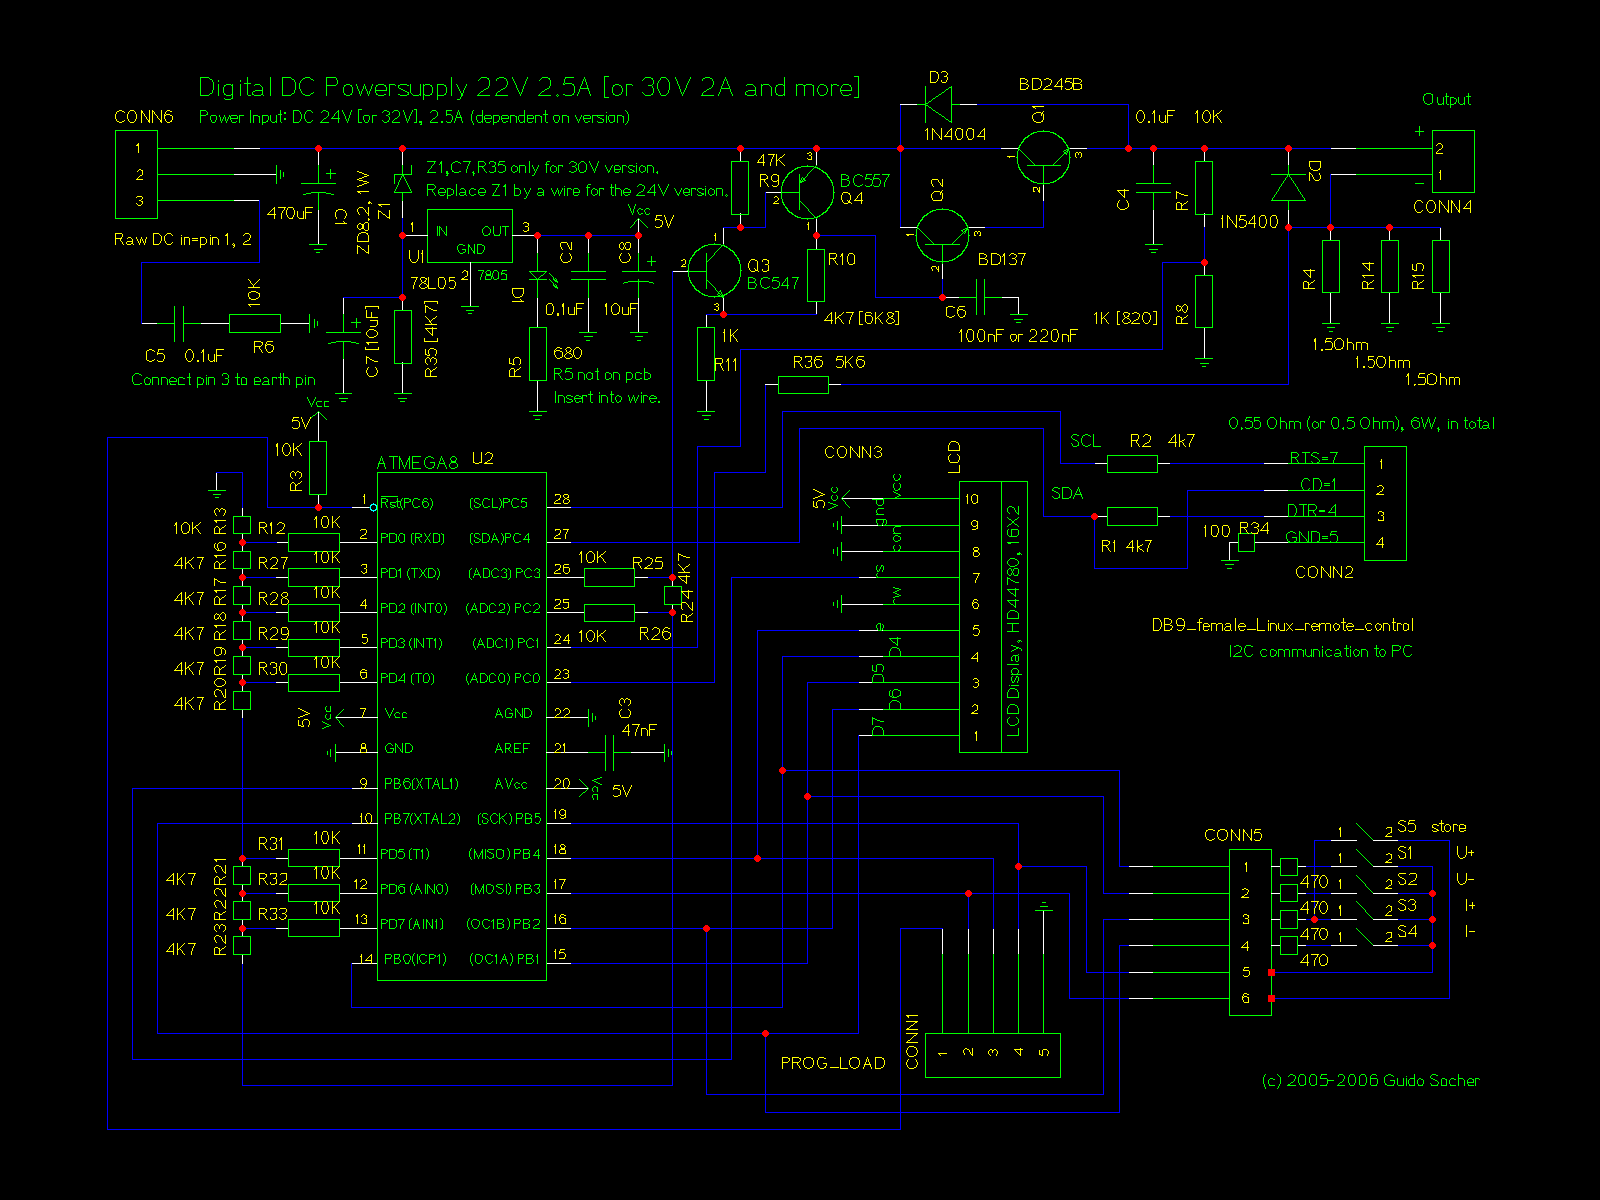 Digital DC Powersupply 22V 2.5A [or 30V 2A and more]
Power Input: DC 24V [or 32V], 2.5A (dependent on version)
CONN6
1
2
3
Raw DC in=pin 1, 2
470uF
C1
ZD8.2, 1W
Z1
Z1,C7,R35 only for 30V version.
Replace Z1 by a wire for the 24V version.
1
IN
OUT
3
GND
2
U1
78L05
7805
D1
C2
0.1uF
C8
10uF
Vcc
5V
C5
0.1uF
10K
R6
Connect pin 3 to earth pin
C7 [10uF]
R35 [4K7]
R5
680
R5 not on pcb
Insert into wire.
47K
R9
3
2
1
BC557
Q4
1
2
3
Q3
BC547
R10
4K7 [6K8]
1K
R11
D3
1N4004
BD245B
Q1
1
3
2
Q2
1
3
2
BD137
C6
100nF or 220nF
0.1uF
10K
C4
R7
1K [820]
R8
D2
1N5400
Output
+
2
1
-
CONN4
R4
R14
R15
1.5Ohm
1.5Ohm
1.5Ohm
0.55 Ohm (or 0.5 Ohm), 6W, in total
R36 5K6
Vcc
5V
10K
R3
ATMEGA8 U2
1 Rst(PC6)
2 PD0 (RXD)
3 PD1 (TXD)
4 PD2 (INT0)
5 PD3 (INT1)
6 PD4 (T0)
7 Vcc
8 GND
9 PB6(XTAL1)
10 PB7(XTAL2)
11 PD5(T1)
12 PD6 (AIN0)
13 PD7 (AIN1)
14 PB0(ICP1)
(SCL)PC5 28
(SDA)PC4 27
(ADC3) PC3 26
(ADC2) PC2 25
(ADC1) PC1 24
(ADC0) PC0 23
AGND 22
AREF 21
AVcc 20
(SCK) PB5 19
(MISO) PB4 18
(MOSI) PB3 17
(OC1B) PB2 16
(OC1A) PB1 15
10K
R13
R12
10K
4K7
R16
R27
10K
4K7
R17
R28
10K
4K7
R18
R29
10K
4K7
R19
R30
10K
4K7
R20
5V
Vcc
R31
10K
4K7
R21
R32
10K
4K7
R22
R33
10K
4K7
R23
10K
R25
4K7
R24
10K
R26
C3
47nF
Vcc
5V
CONN3
LCD
5V
Vcc
vcc
gnd
con
rs
rw
e
D4
D5
D6
D7
10
9
8
7
6
5
4
3
2
1
LCD Display, HD44780, 16X2
SCL
R2 4k7
SDA
R1 4k7
RTS=7
CD=1
DTR-4
GND=5
1
2
3
4
100
R34
CONN2
DB9_female_Linux_remote_control
I2C communication to PC
CONN5
1
2
3
4
5
6
470
470
470
470
1
2
S5 store
1
2
S1
U+
2
S2
U-
1
2
S3
I+
1
2
S4
I-
CONN1
1
2
3
4
5
PROG_LOAD
(c) 2005-2006 Guido Socher